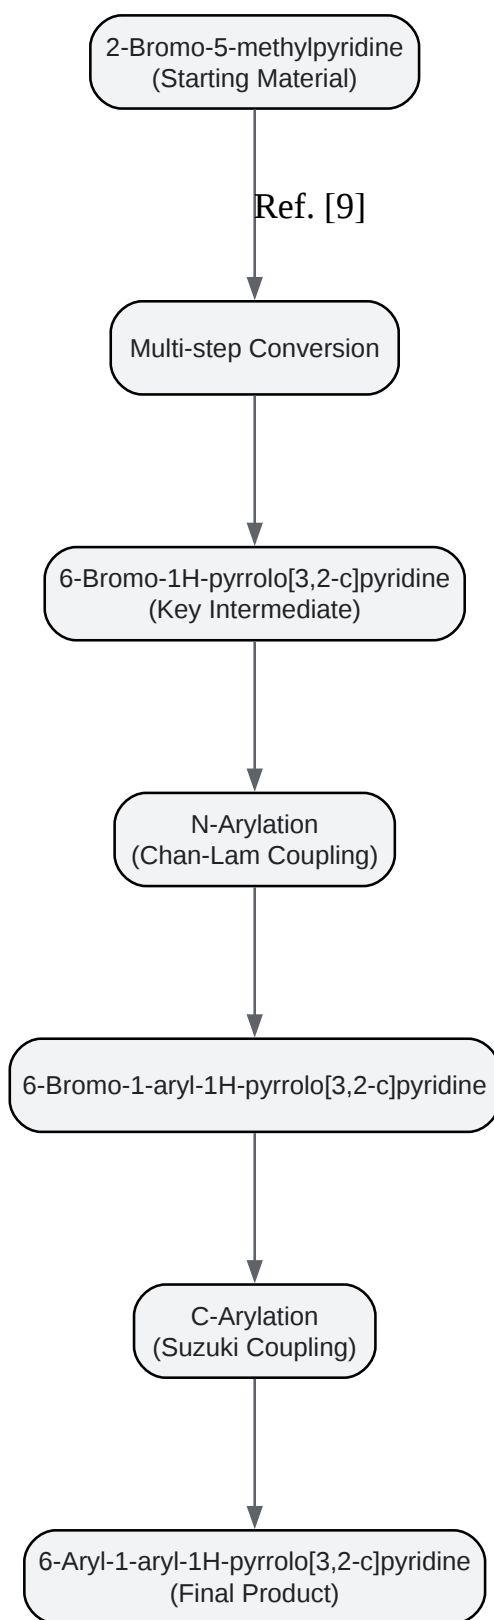 2-Bromo-5-methylpyridine
(Starting Material)
Ref. [9]
Multi-step Conversion
6-Bromo-1H-pyrrolo[3,2-c]pyridine
(Key Intermediate)
N-Arylation
(Chan-Lam Coupling)
6-Bromo-1-aryl-1H-pyrrolo[3,2-c]pyridine
C-Arylation
(Suzuki Coupling)
6-Aryl-1-aryl-1H-pyrrolo[3,2-c]pyridine
(Final Product)